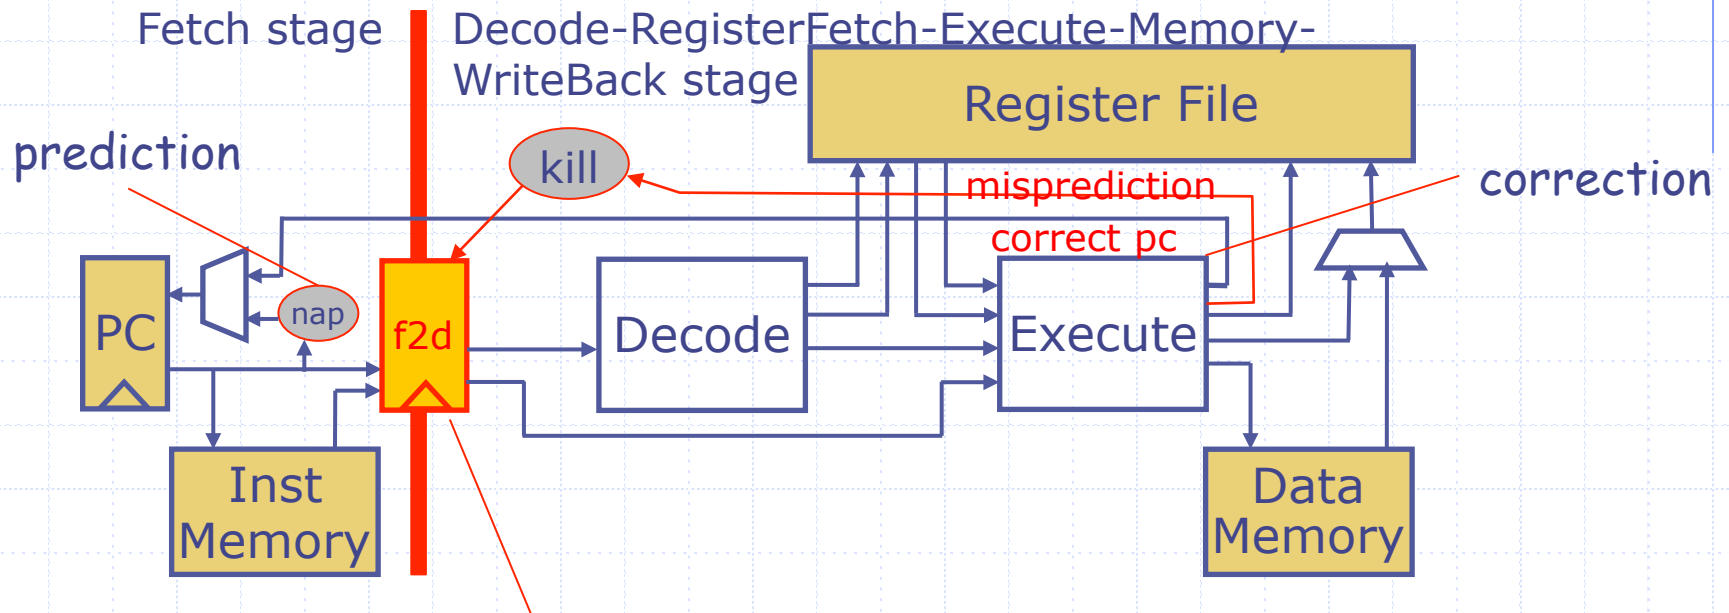 Fetch stage
Decode-RegisterFetch-Execute-Memory-
WriteBack stage
Register File
prediction
kill
misprediction
correction
correct pc
PC
nap
f2d
Decode
Execute
Inst
Memory
Data
Memory